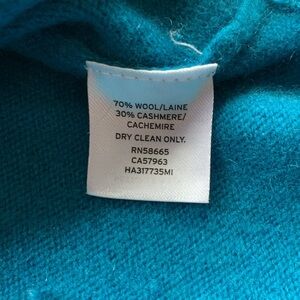 70% WOOL/LAINE
30% CASHMERE/
CACHEMIRE
DRY CLEAN ONLY.
RN58665
CA57963
HA317735MI